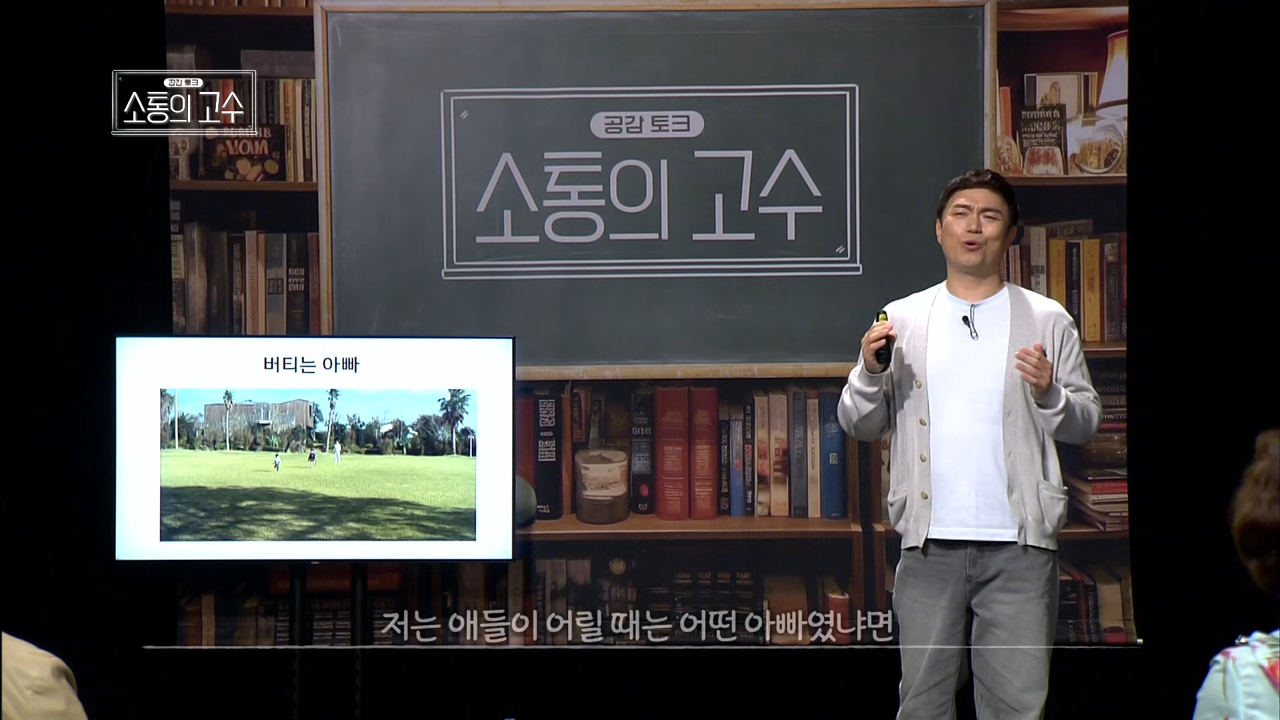 공감 토크
소통의 고수
공감 토크
소통의 고수
버티는 아빠
저는 애들이 어릴 때는 어떤 아빠였냐면